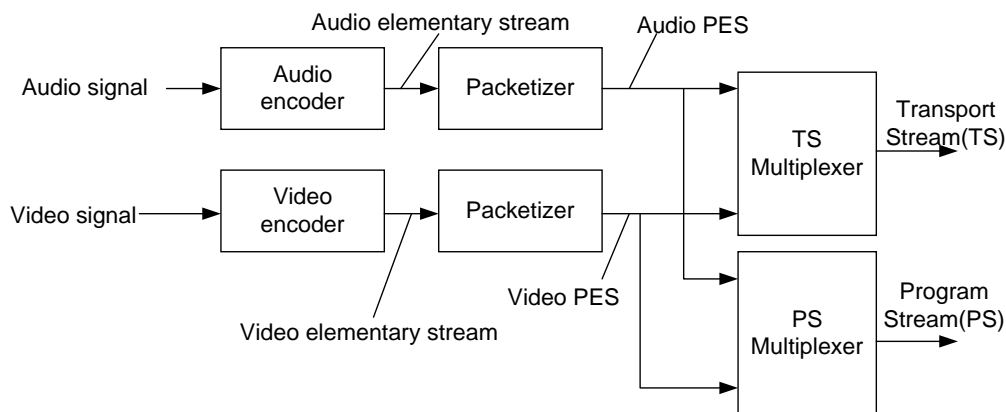 Audio elementary stream
Audio PES
Audio signal
Audio
encoder
Packetizer
TS
Multiplexer
Transport
Stream(TS)
Video signal
Video
encoder
Packetizer
Video PES
Video elementary stream
PS
Multiplexer
Program
Stream(PS)